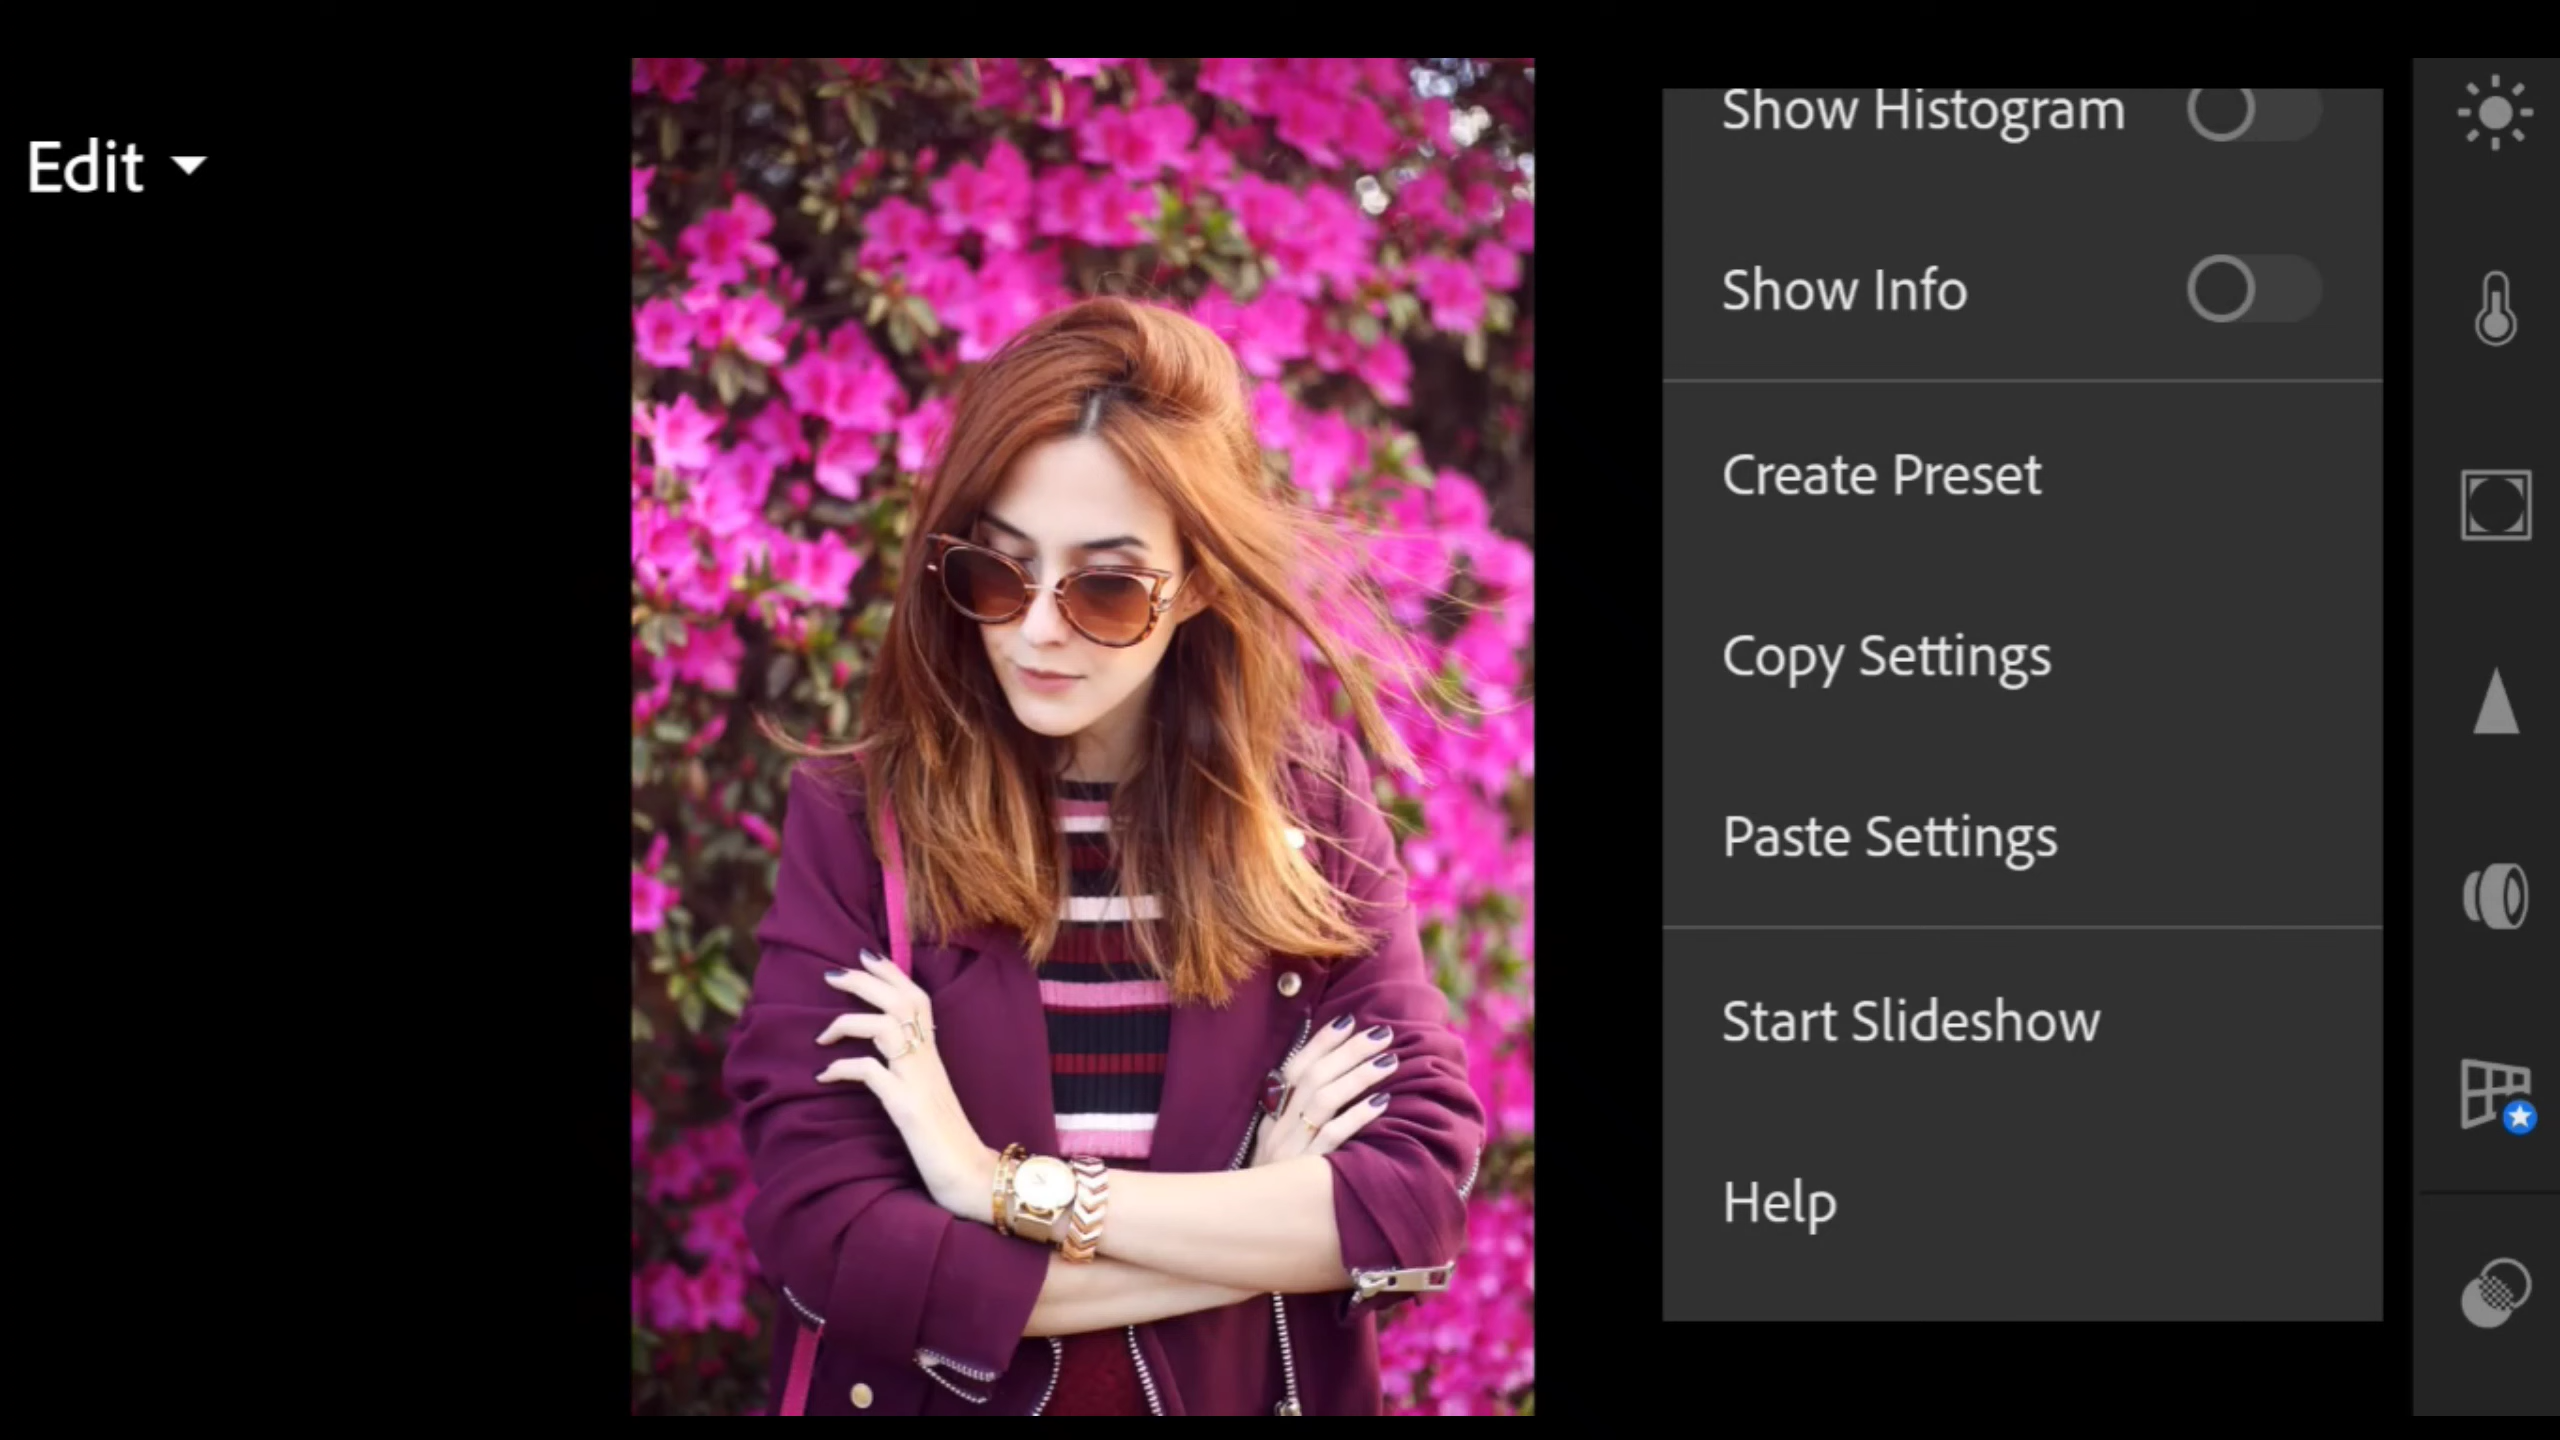 Edit
Show Histogram
Show Info
Create Preset
Copy Settings
Paste Settings
Start Slideshow
Help